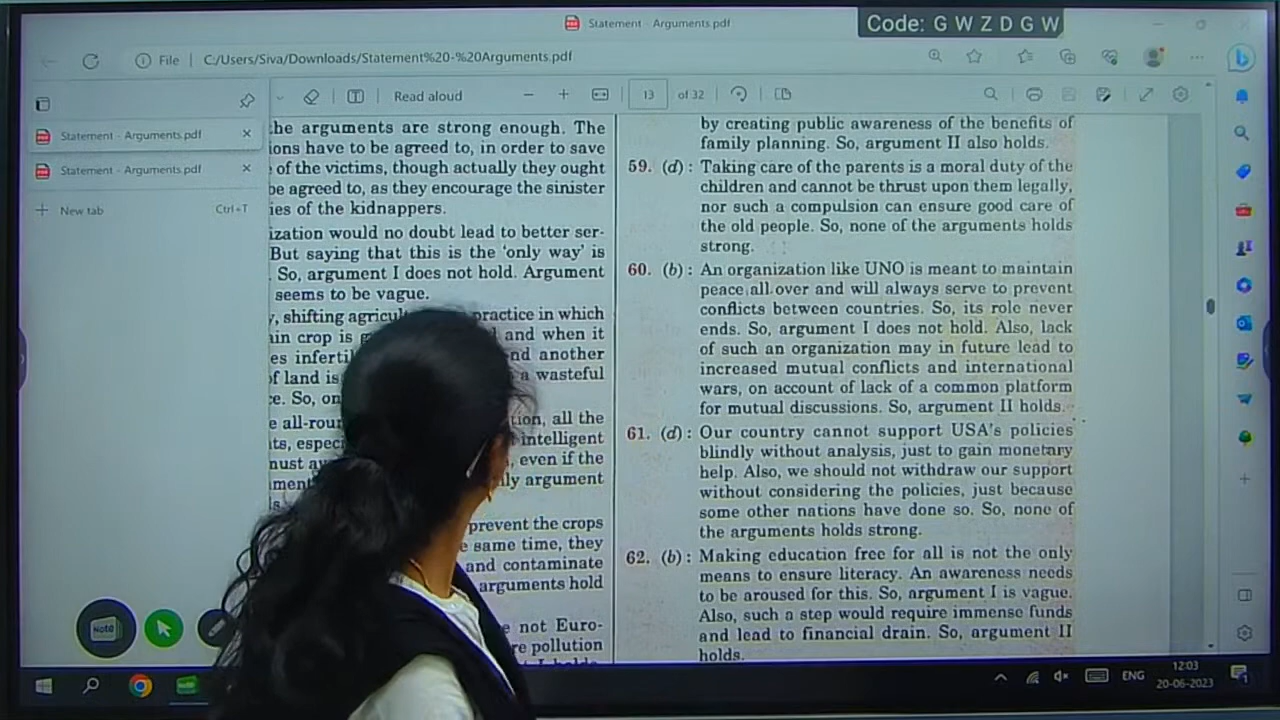 Statement - Arguments.pdf
Code: G W Z D G W
File C:/Users/Siva/Downloads/Statement%20-%20Arguments.pdf
Read aloud
13 of 32
Statement - Arguments.pdf
Statement - Arguments.pdf
New tab Ctrl+T
he arguments are strong enough. The
ions have to be agreed to, in order to save
of the victims, though actually they ought
be agreed to, as they encourage the sinister
ies of the kidnappers.
ization would no doubt lead to better ser-
But saying that this is the 'only way' is
. So, argument I does not hold. Argument
seems to be vague.
, shifting agricul practice in which
ain crop is g and when it
es infertil nd another
of land is a wasteful
e. So, on
e all-roun tion, all the
ts, espec intelligent
must av , even if the
ment ly argument
prevent the crops
e same time, they
and contaminate
arguments hold
e not Euro-
re pollution
by creating public awareness of the benefits of
family planning. So, argument II also holds.
59. (d) : Taking care of the parents is a moral duty of the
children and cannot be thrust upon them legally,
nor such a compulsion can ensure good care of
the old people. So, none of the arguments holds
strong.
60. (b) : An organization like UNO is meant to maintain
peace all over and will always serve to prevent
conflicts between countries. So, its role never
ends. So, argument I does not hold. Also, lack
of such an organization may in future lead to
increased mutual conflicts and international
wars, on account of lack of a common platform
for mutual discussions. So, argument II holds.
61. (d) : Our country cannot support USA's policies
blindly without analysis, just to gain monetary
help. Also, we should not withdraw our support
without considering the policies, just because
some other nations have done so. So, none of
the arguments holds strong.
62. (b) : Making education free for all is not the only
means to ensure literacy. An awareness needs
to be aroused for this. So, argument I is vague.
Also, such a step would require immense funds
and lead to financial drain. So, argument II
holds.
Note
ENG
12:03
20-06-2023